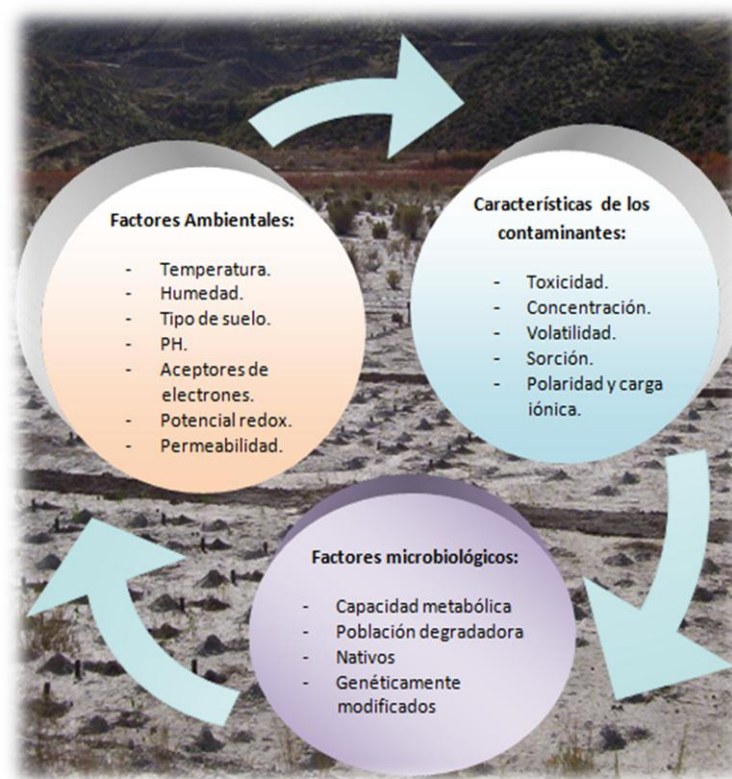 Factores Ambientales:
- Temperatura.
- Humedad.
- Tipo de suelo.
- PH.
- Aceptores de
electrones.
- Potencial redox.
- Permeabilidad.
Características de los
contaminantes:
- Toxicidad.
- Concentración.
- Volatilidad.
- Sorción.
- Polaridad y carga
iónica.
Factores microbiológicos:
- Capacidad metabólica
- Población degradadora
- Nativos
- Genéticamente
modificados